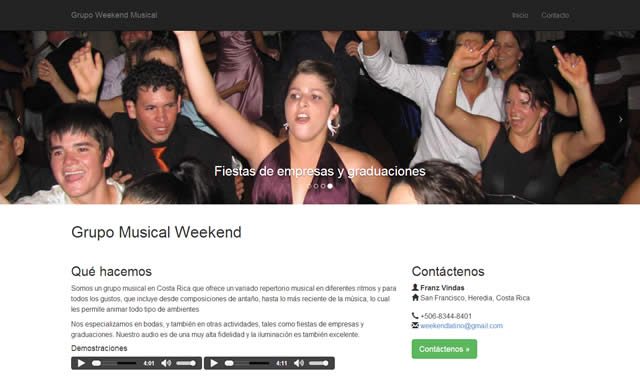 Grupo Weekend Musical
Inicio
Contacto
Fiestas de empresas y graduaciones
Grupo Musical Weekend
Qué hacemos
Somos un grupo musical en Costa Rica que ofrece un variado repertorio musical en diferentes ritmos y para
todos los gustos, que incluye desde composiciones de antaño, hasta lo más reciente de la música, lo cual
les permite animar todo tipo de ambientes
Nos especializamos en bodas, y también en otras actividades, tales como fiestas de empresas y
graduaciones. Nuestro audio es de una muy alta fidelidad y la iluminación es también excelente.
Demostraciones
4:01
4:11
Contáctenos
Franz Vindas
San Francisco, Heredia, Costa Rica
+506-8344-8401
weekendlatino@gmail.com
Contáctenos »